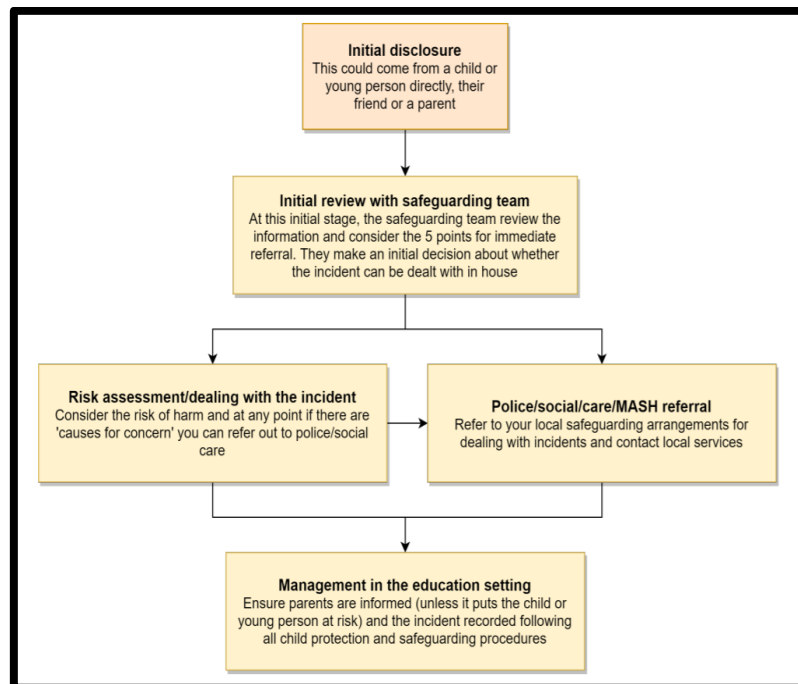 Initial disclosure
This could come from a child or
young person directly, their
friend or a parent
Initial review with safeguarding team
At this initial stage, the safeguarding team review the
information and consider the 5 points for immediate
referral. They make an initial decision about whether
the incident can be dealt with in house
Risk assessment/dealing with the incident
Consider the risk of harm and at any point if there are
'causes for concern' you can refer out to police/social
care
Police/social/care/MASH referral
Refer to your local safeguarding arrangements for
dealing with incidents and contact local services
Management in the education setting
Ensure parents are informed (unless it puts the child or
young person at risk) and the incident recorded following
all child protection and safeguarding procedures